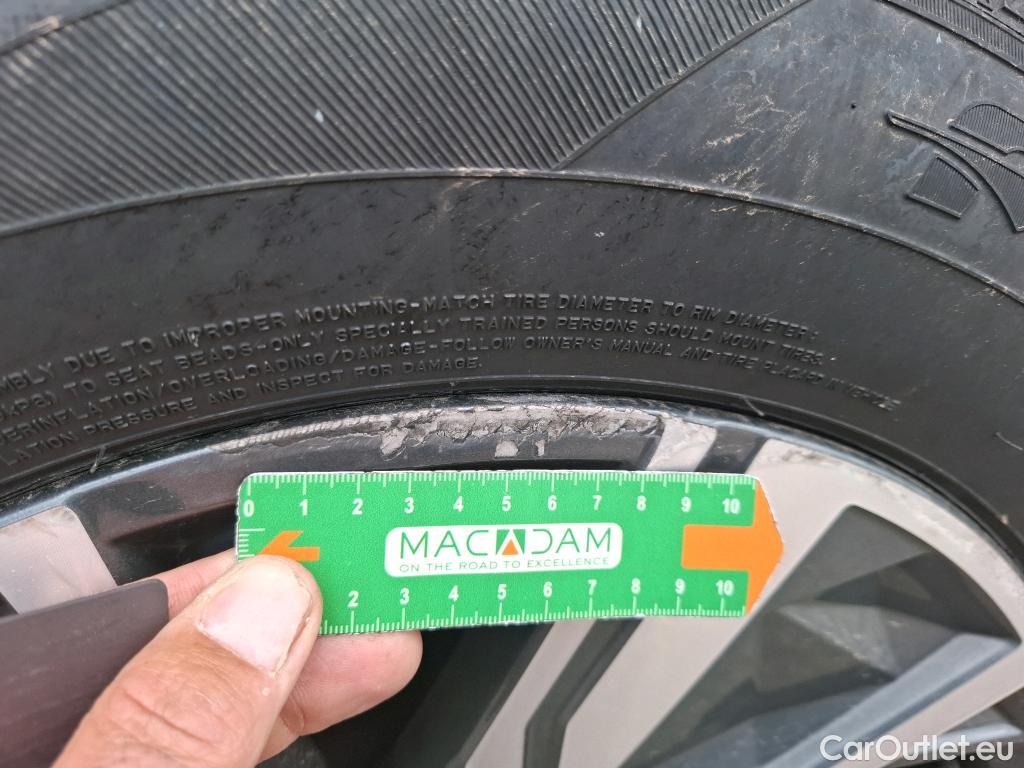 MBLY DUE TO IMPROPER MOUNTING-MATCH TIRE DIAMETER TO RIM DIAMETER-
TO SEAT BEADS-ONLY SPECIALLY TRAINED PERSONS SHOULD MOUNT TIRES.
ERINFLATION/OVERLOADING/DAMAGE-FOLLOW OWNER'S MANUAL AND TIRE PLACARD IN VEHICLE
LATION PRESSURE AND INSPECT FOR DAMAGE.
0 1 2 3 4 5 6 7 8 9 10
MACADAM
ON THE ROAD TO EXCELLENCE
2 3 4 5 6 7 8 9 10
CarOutlet.eu